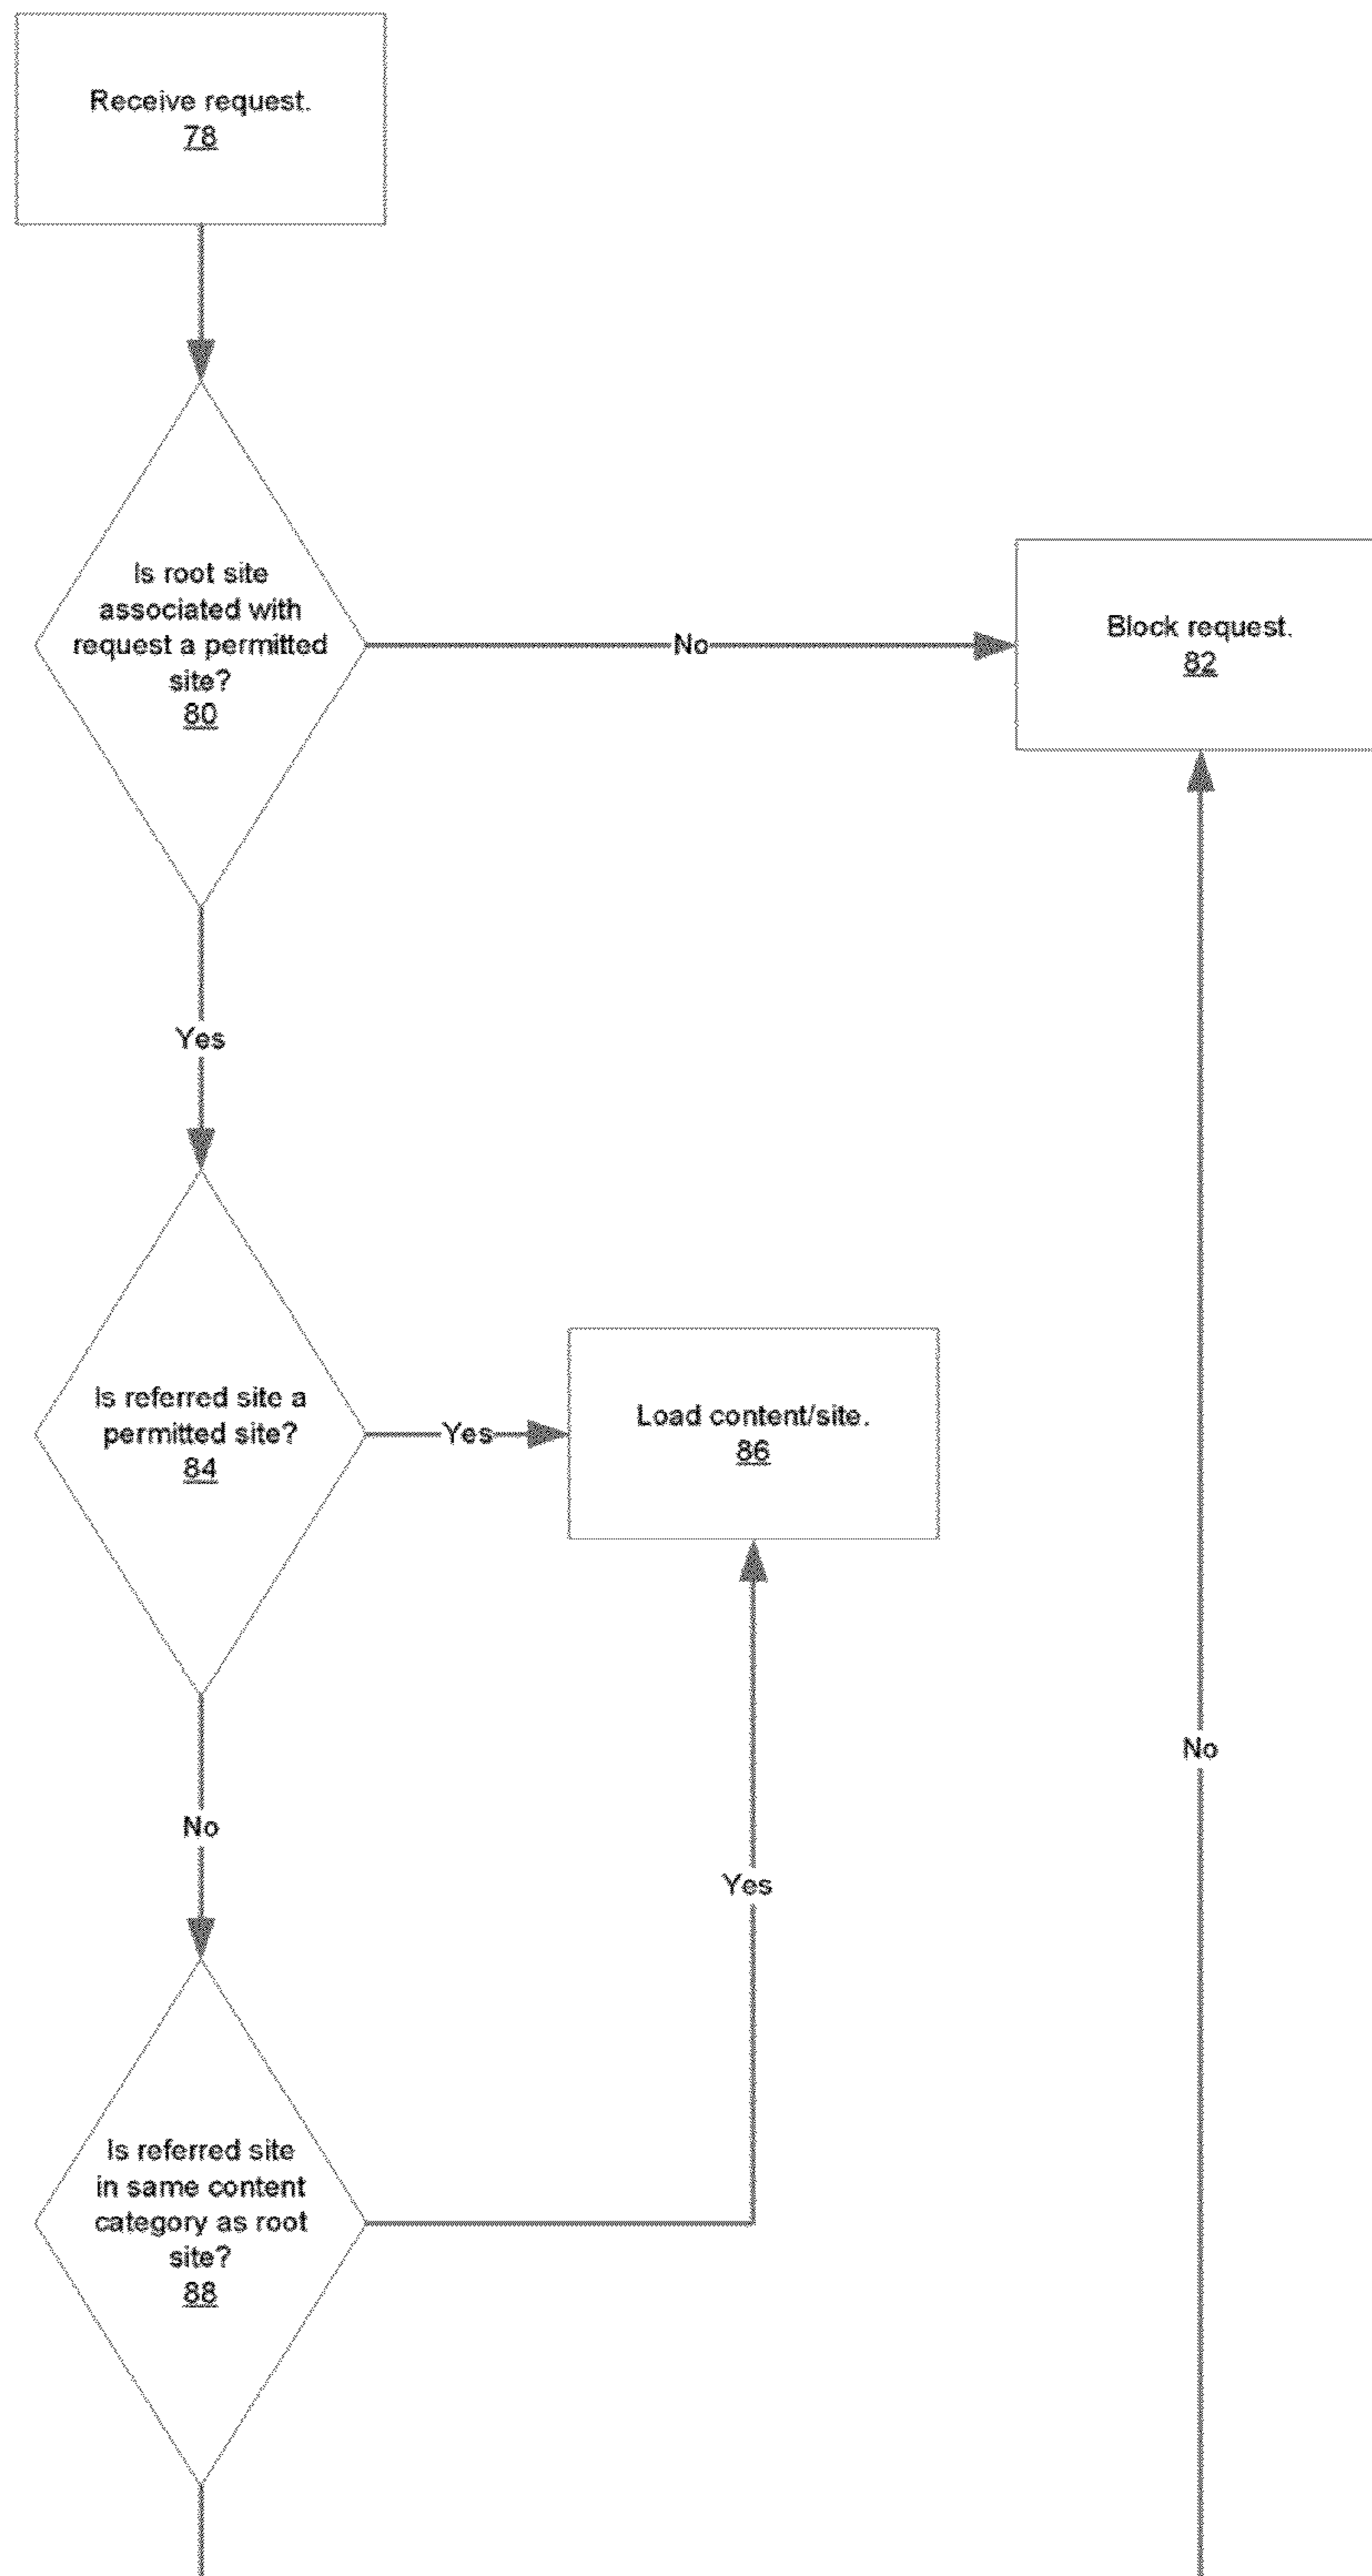 Receive request.
78
Is root site
associated with
request a permitted
site?
80
No
Block request.
82
Yes
Is referred site a
permitted site?
84
Yes
Load content/site.
86
No
No
Yes
Is referred site
in same content
category as root
site?
88